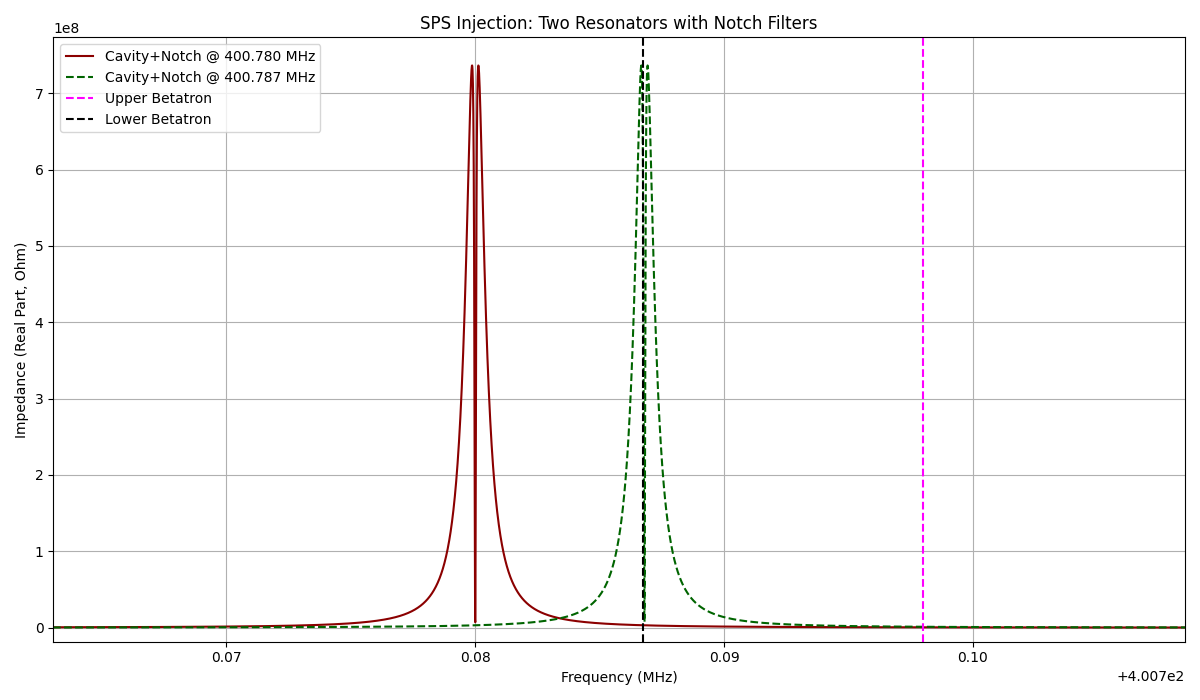 SPS Injection: Two Resonators with Notch Filters
1e8
Cavity+Notch @ 400.780 MHz
Cavity+Notch @ 400.787 MHz
Upper Betatron
Lower Betatron
Impedance (Real Part, Ohm)
7
6
5
4
3
2
1
0
0.07 0.08 0.09 0.10
Frequency (MHz)
+4.007e2